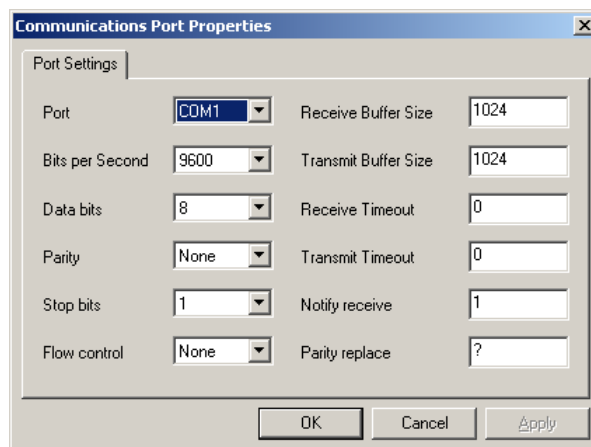 Communications Port Properties
Port Settings
Port COM1 Receive Buffer Size 1024
Bits per Second 9600 Transmit Buffer Size 1024
Data bits 8 Receive Timeout 0
Parity None Transmit Timeout 0
Stop bits 1 Notify receive 1
Flow control None Parity replace ?
OK Cancel Apply